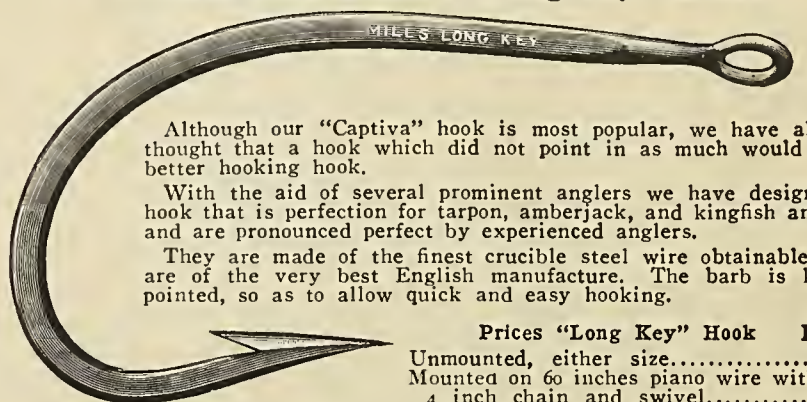 MILLS LONG KEY
Although our "Captiva" hook is most popular, we have al
thought that a hook which did not point in as much would
better hooking hook.
With the aid of several prominent anglers we have design
hook that is perfection for tarpon, amberjack, and kingfish an
and are pronounced perfect by experienced anglers.
They are made of the finest crucible steel wire obtainable
are of the very best English manufacture. The barb is l
pointed, so as to allow quick and easy hooking.
Prices "Long Key" Hook
Unmounted, either size...............
Mounted on 60 inches piano wire wit
4 inch chain and swivel...........